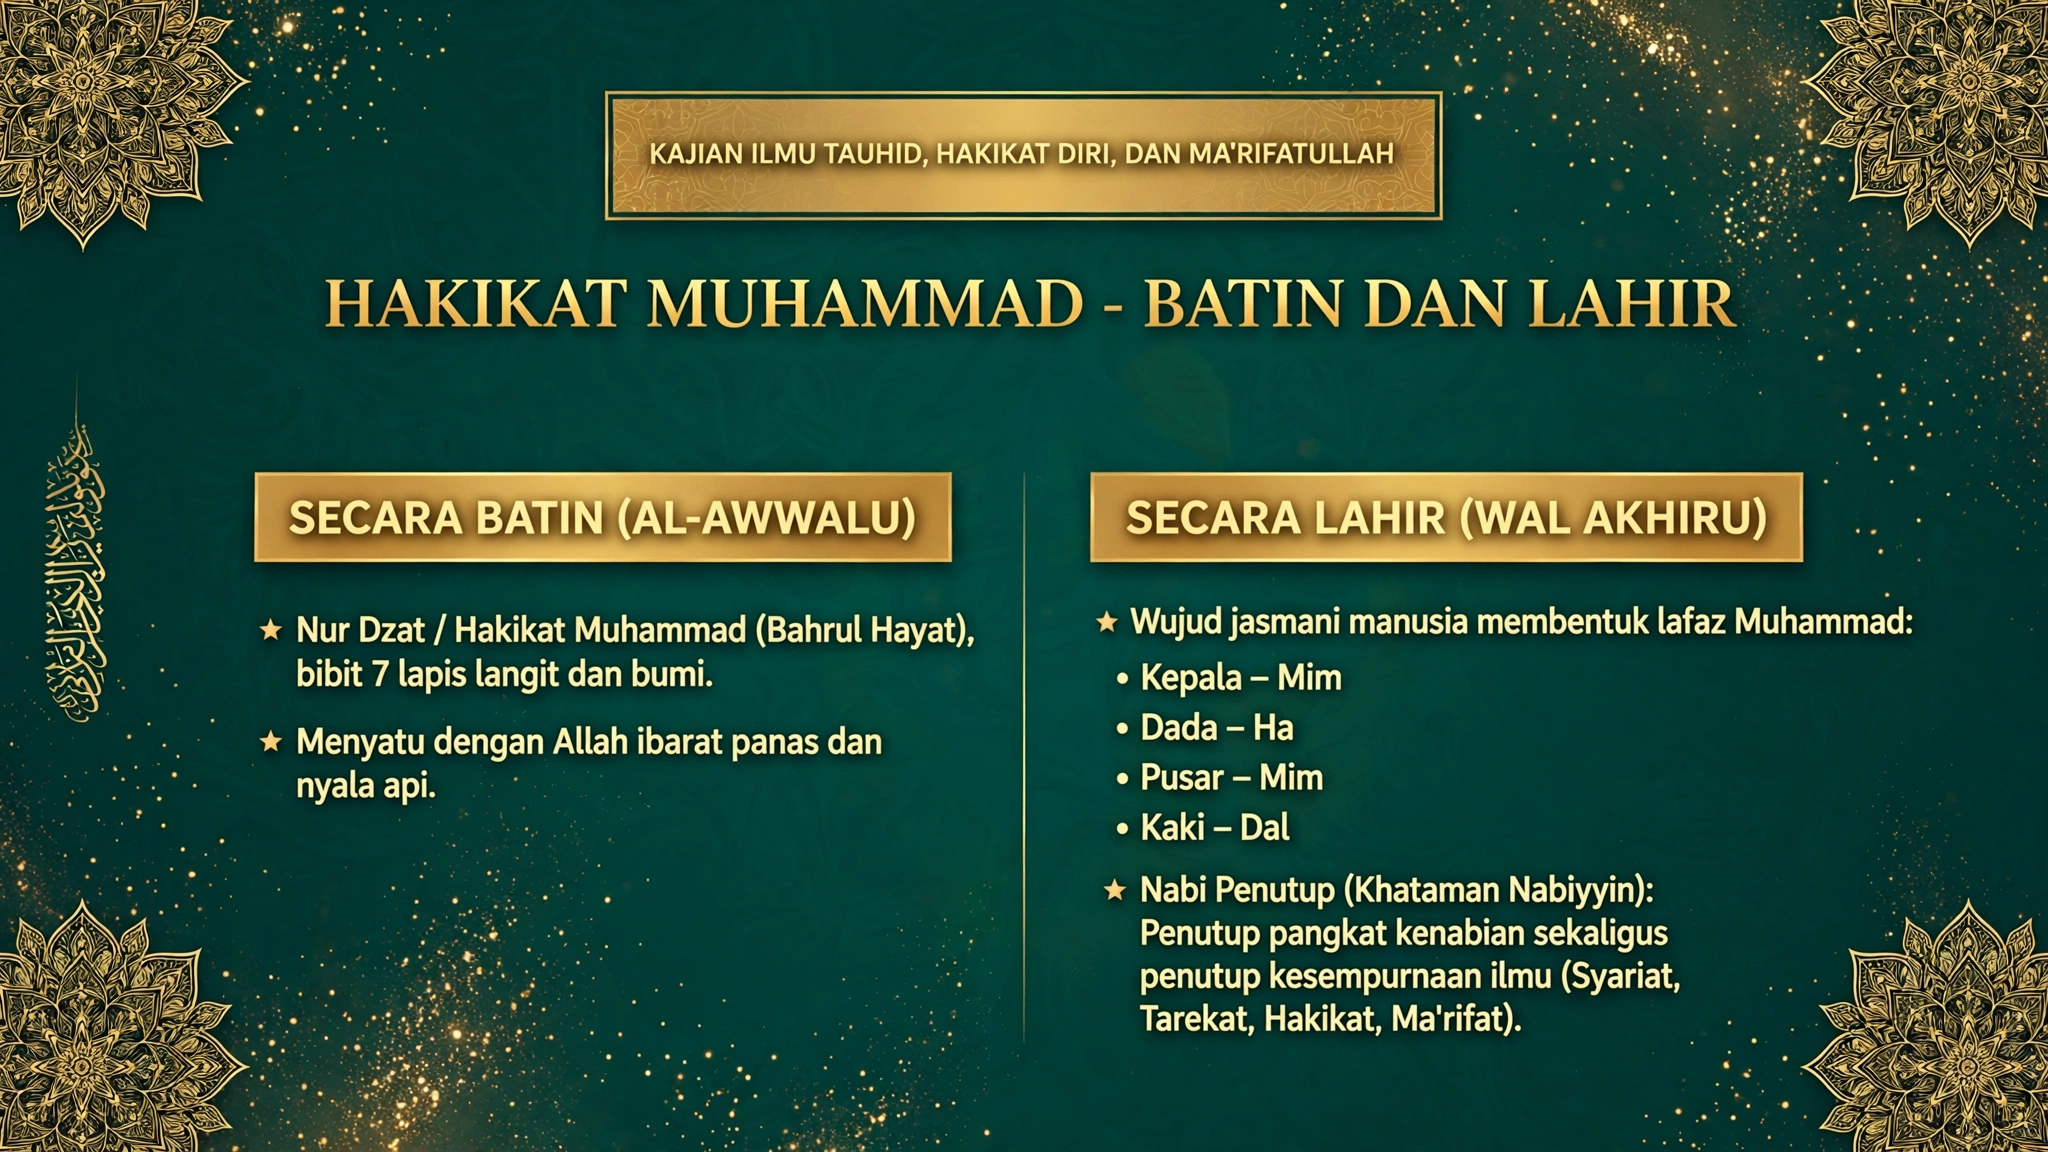 KAJIAN ILMU TAUHID, HAKIKAT DIRI, DAN MA'RIFATULLAH
HAKIKAT MUHAMMAD - BATIN DAN LAHIR
SECARA BATIN (AL-AWWALU)
Nur Dzat / Hakikat Muhammad (Bahrul Hayat),
bibit 7 lapis langit dan bumi.
Menyatu dengan Allah ibarat panas dan
nyala api.
SECARA LAHIR (WAL AKHIRU)
Wujud jasmani manusia membentuk lafaz Muhammad:
• Kepala – Mim
• Dada – Ha
• Pusar – Mim
• Kaki – Dal
Nabi Penutup (Khataman Nabiyyin):
Penutup pangkat kenabian sekaligus
penutup kesempurnaan ilmu (Syariat,
Tarekat, Hakikat, Ma'rifat).